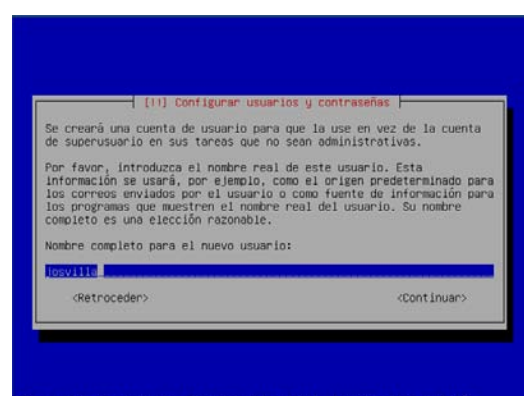 [!!] Configurar usuarios y contraseñas
Se creará una cuenta de usuario para que la use en vez de la cuenta
de superusuario en sus tareas que no sean administrativas.
Por favor, introduzca el nombre real de este usuario. Esta
información se usará, por ejemplo, como el origen predeterminado para
los correos enviados por el usuario o como fuente de información para
los programas que muestren el nombre real del usuario. Su nombre
completo es una elección razonable.
Nombre completo para el nuevo usuario:
josvilla
<Retroceder> <Continuar>